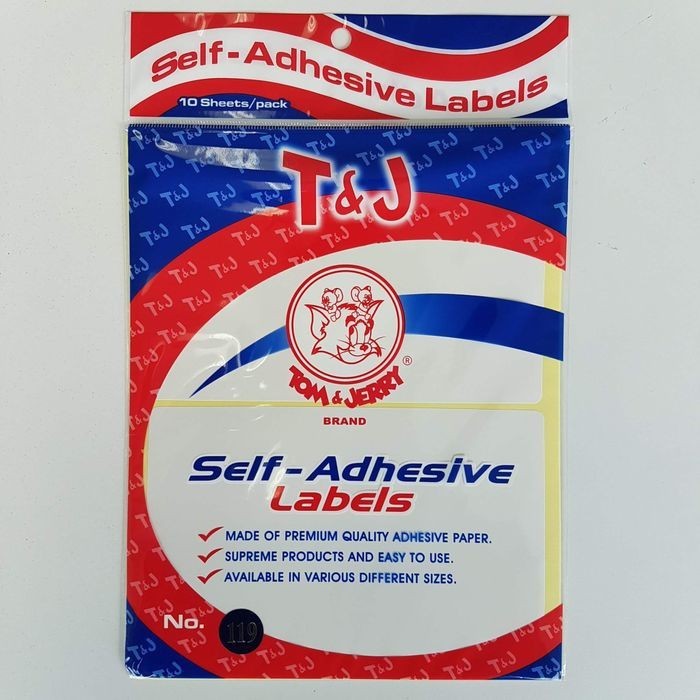 Self-Adhesive Labels
10 Sheets/pack
T&J
TOM & JERRY ®
BRAND
Self-Adhesive
Labels
MADE OF PREMIUM QUALITY ADHESIVE PAPER.
SUPREME PRODUCTS AND EASY TO USE.
AVAILABLE IN VARIOUS DIFFERENT SIZES.
No. 119